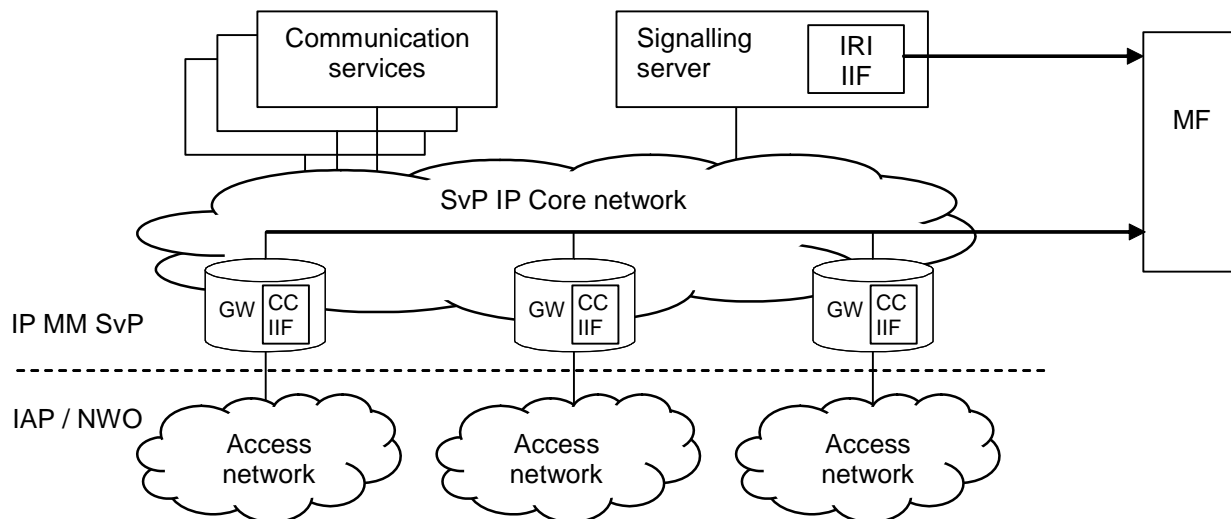 Communication
services
Signalling
server
IRI
IIF
MF
SvP IP Core network
GW
CC
IIF
GW
CC
IIF
GW
CC
IIF
IP MM SvP
IAP / NWO
Access
network
Access
network
Access
network